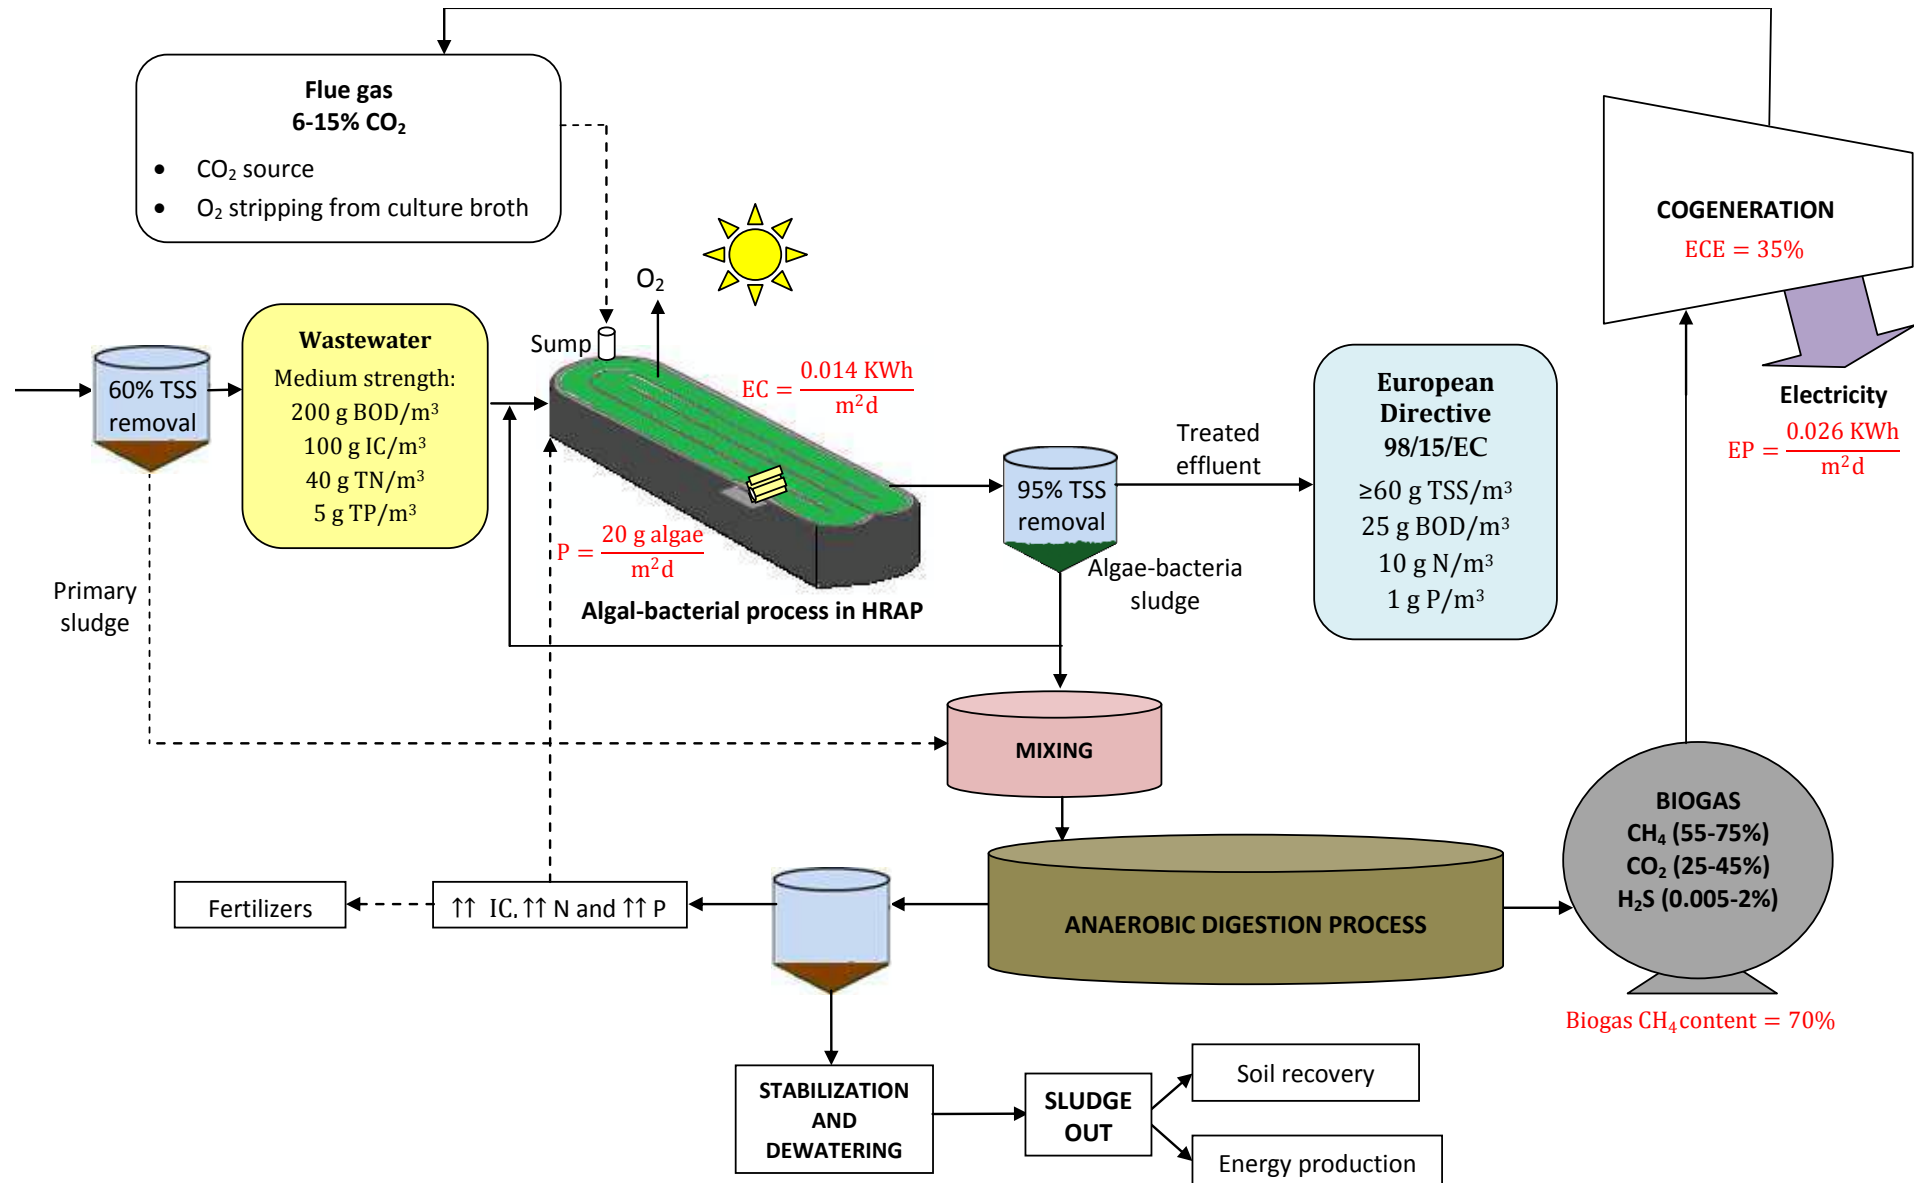 Flue gas
6-15% CO₂
• CO₂ source
• O₂ stripping from culture broth
COGENERATION
ECE = 35%
Electricity
EP = 0.026 KWh / m²d
60% TSS
removal
Wastewater
Medium strength:
200 g BOD/m³
100 g IC/m³
40 g TN/m³
5 g TP/m³
Sump
O₂
EC = 0.014 KWh / m²d
P = 20 g algae / m²d
Algal-bacterial process in HRAP
95% TSS
removal
Treated
effluent
Algae-bacteria
sludge
European
Directive
98/15/EC
≥60 g TSS/m³
25 g BOD/m³
10 g N/m³
1 g P/m³
Primary
sludge
MIXING
ANAEROBIC DIGESTION PROCESS
BIOGAS
CH₄ (55-75%)
CO₂ (25-45%)
H₂S (0.005-2%)
Biogas CH₄content = 70%
Fertilizers
↑↑ IC, ↑↑ N and ↑↑ P
STABILIZATION
AND
DEWATERING
SLUDGE
OUT
Soil recovery
Energy production